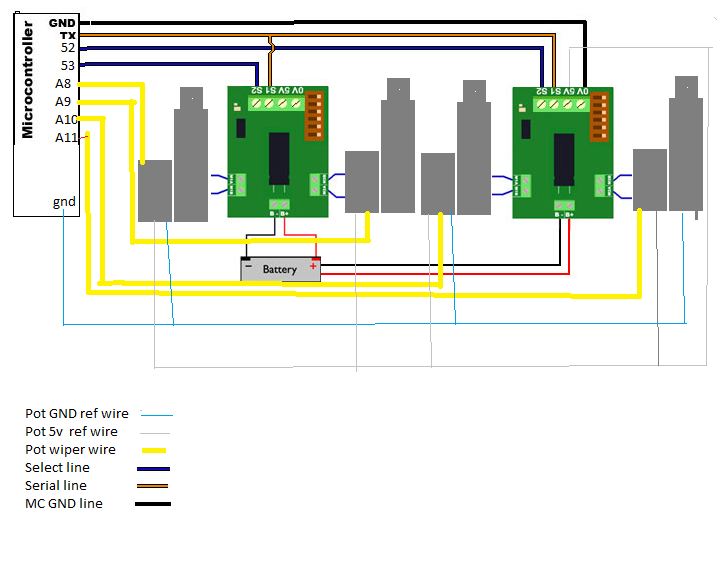 Microcontroller
GND
TX
52
53
A8
A9
A10
A11
gnd
0V 5V S1 S2
0V 5V S1 S2
B - B+
B - B+
− Battery +
Pot GND ref wire
Pot 5v ref wire
Pot wiper wire
Select line
Serial line
MC GND line